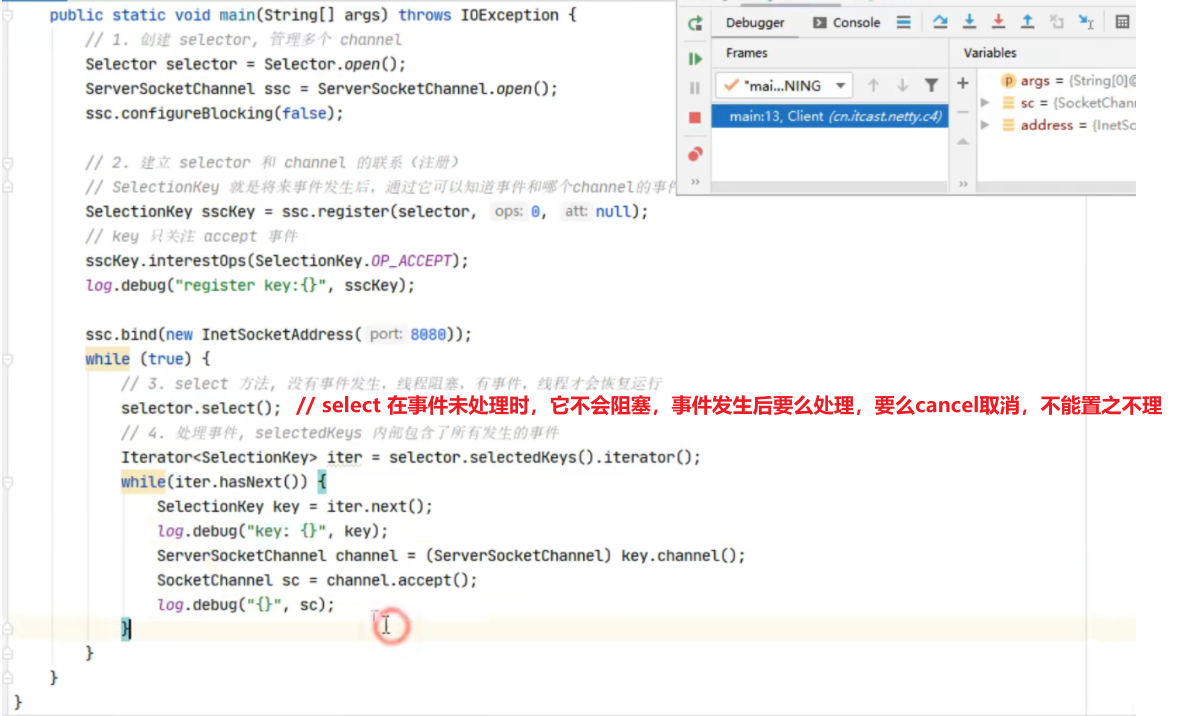 public static void main(String[] args) throws IOException {
// 1. 创建 selector, 管理多个 channel
Selector selector = Selector.open();
ServerSocketChannel ssc = ServerSocketChannel.open();
ssc.configureBlocking(false);
// 2. 建立 selector 和 channel 的联系（注册）
// SelectionKey 就是将来事件发生后，通过它可以知道事件和哪个channel的事件
SelectionKey sscKey = ssc.register(selector, ops: 0, att: null);
// key 只关注 accept 事件
sscKey.interestOps(SelectionKey.OP_ACCEPT);
log.debug("register key:{}", sscKey);
ssc.bind(new InetSocketAddress( port: 8080));
while (true) {
// 3. select 方法, 没有事件发生，线程阻塞，有事件，线程才会恢复运行
selector.select(); // select 在事件未处理时，它不会阻塞，事件发生后要么处理，要么cancel取消，不能置之不理
// 4. 处理事件, selectedKeys 内部包含了所有发生的事件
Iterator<SelectionKey> iter = selector.selectedKeys().iterator();
while(iter.hasNext()) {
SelectionKey key = iter.next();
log.debug("key: {}", key);
ServerSocketChannel channel = (ServerSocketChannel) key.channel();
SocketChannel sc = channel.accept();
log.debug("{}", sc);
}
}
}
}
Debugger Console
Frames Variables
"mai...NING
main:13, Client (cn.itcast.netty.c4)
args = {String[0]@
sc = {SocketChann
address = {InetSo